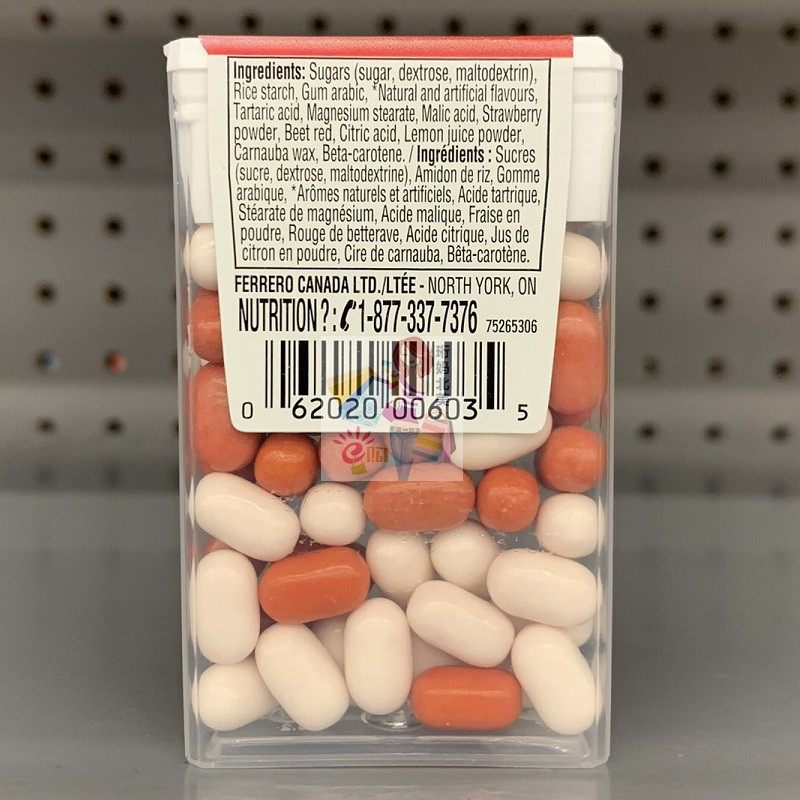 Ingredients: Sugars (sugar, dextrose, maltodextrin),
Rice starch, Gum arabic, *Natural and artificial flavours,
Tartaric acid, Magnesium stearate, Malic acid, Strawberry
powder, Beet red, Citric acid, Lemon juice powder,
Carnauba wax, Beta-carotene. / Ingrédients : Sucres
(sucre, dextrose, maltodextrine), Amidon de riz, Gomme
arabique, *Arômes naturels et artificiels, Acide tartrique,
Stéarate de magnésium, Acide malique, Fraise en
poudre, Rouge de betterave, Acide citrique, Jus de
citron en poudre, Cire de carnauba, Bêta-carotène.
FERRERO CANADA LTD./LTÉE - NORTH YORK, ON
NUTRITION ? : 1-877-337-7376 75265306
0 62020 00603 5